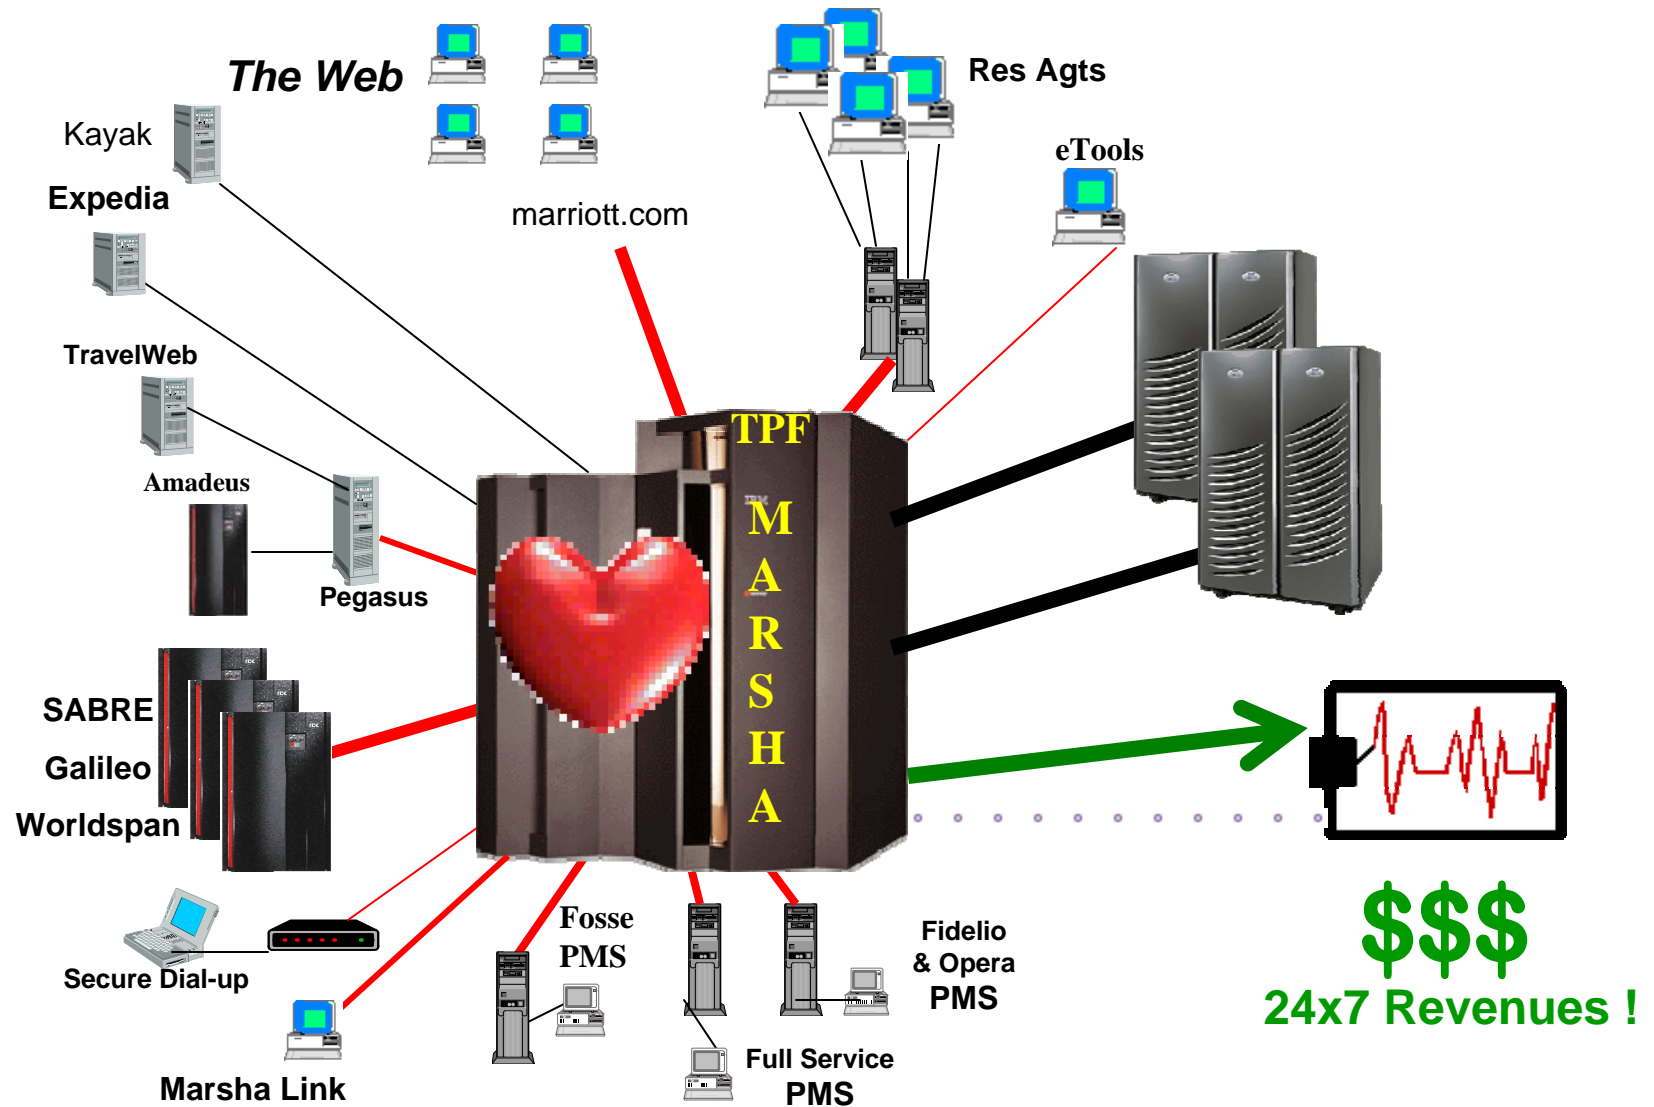 The Web
Res Agts
Kayak
eTools
Expedia
marriott.com
TravelWeb
TPF
Amadeus
IBM
M
A
R
S
H
A
Pegasus
SABRE
Galileo
Worldspan
Fosse
PMS
Fidelio
& Opera
PMS
$$$
24x7 Revenues !
Secure Dial-up
Full Service
PMS
Marsha Link